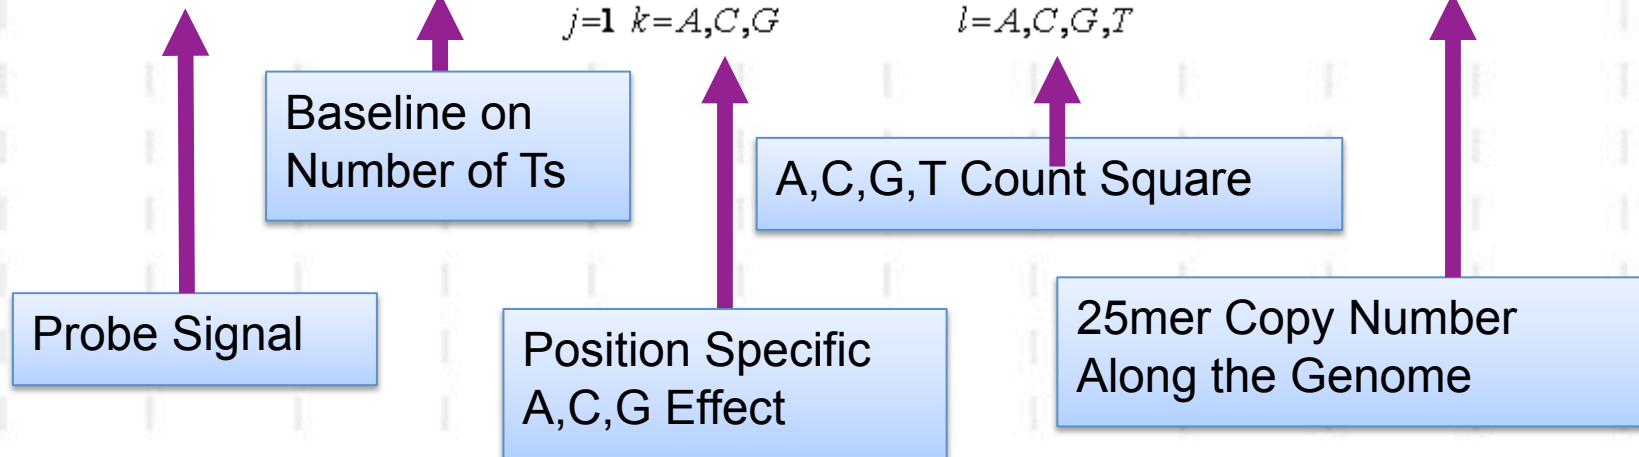 j=1 k=A,C,G
l=A,C,G,T
Baseline on
Number of Ts
A,C,G,T Count Square
Probe Signal
Position Specific
A,C,G Effect
25mer Copy Number
Along the Genome